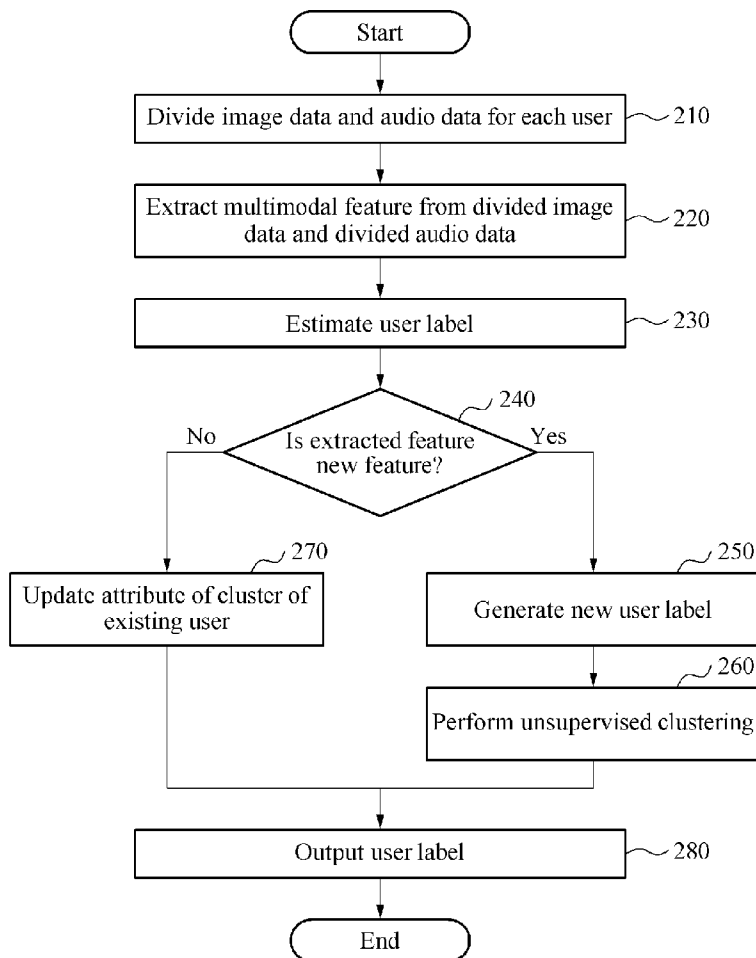 Start
Divide image data and audio data for each user
210
Extract multimodal feature from divided image
data and divided audio data
220
Estimate user label
230
240
No
Is extracted feature
new feature?
Yes
270
Update attribute of cluster of
existing user
250
Generate new user label
260
Perform unsupervised clustering
Output user label
280
End